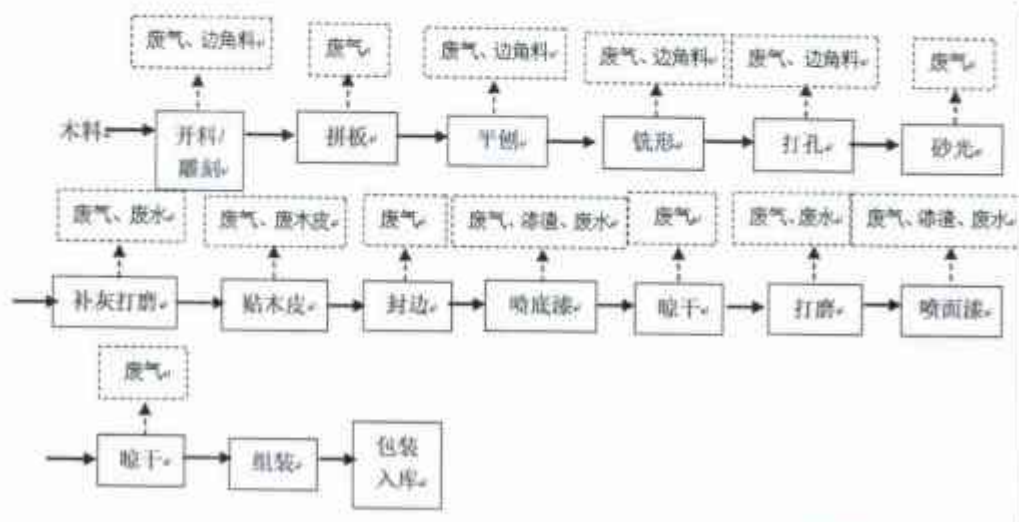 废气、边角料
废气
废气、边角料
废气、边角料
废气、边角料
废气
木料
开料/
雕刻
拼板
平刨
铣形
打孔
砂光
废气、废水
废气、废木皮
废气
废气、漆渣、废水
废气
废气、废水
废气、漆渣、废水
补灰打磨
贴木皮
封边
喷底漆
晾干
打磨
喷面漆
废气
晾干
组装
包装
入库